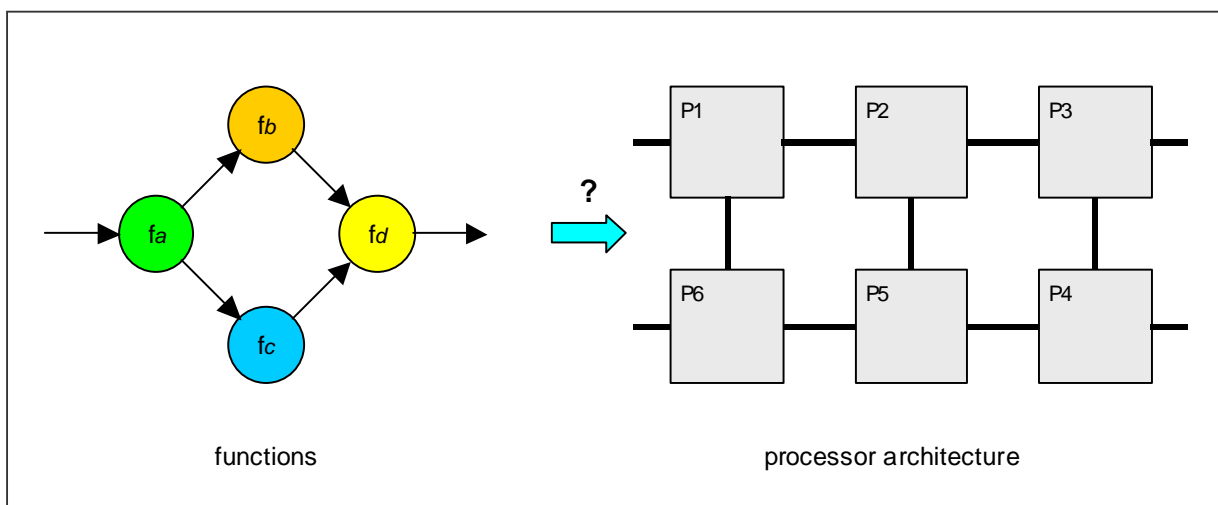 fb
fa
fd
fc
functions
?
P1
P2
P3
P6
P5
P4
processor architecture